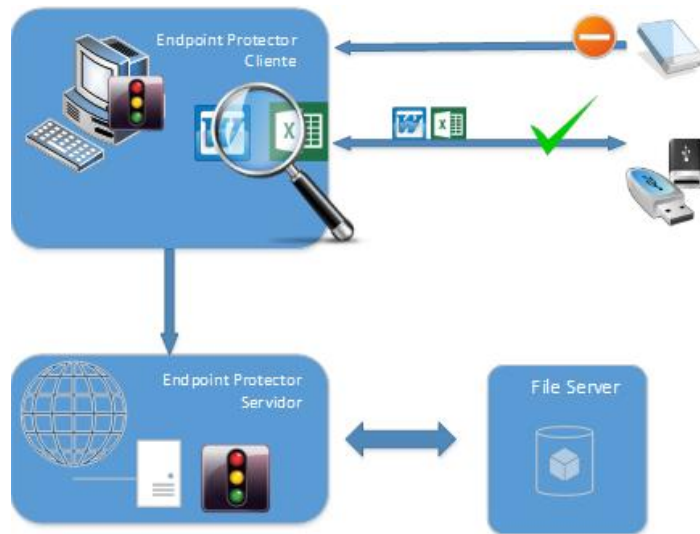 Endpoint Protector
Cliente
W
X
W
X
Endpoint Protector
Servidor
File Server